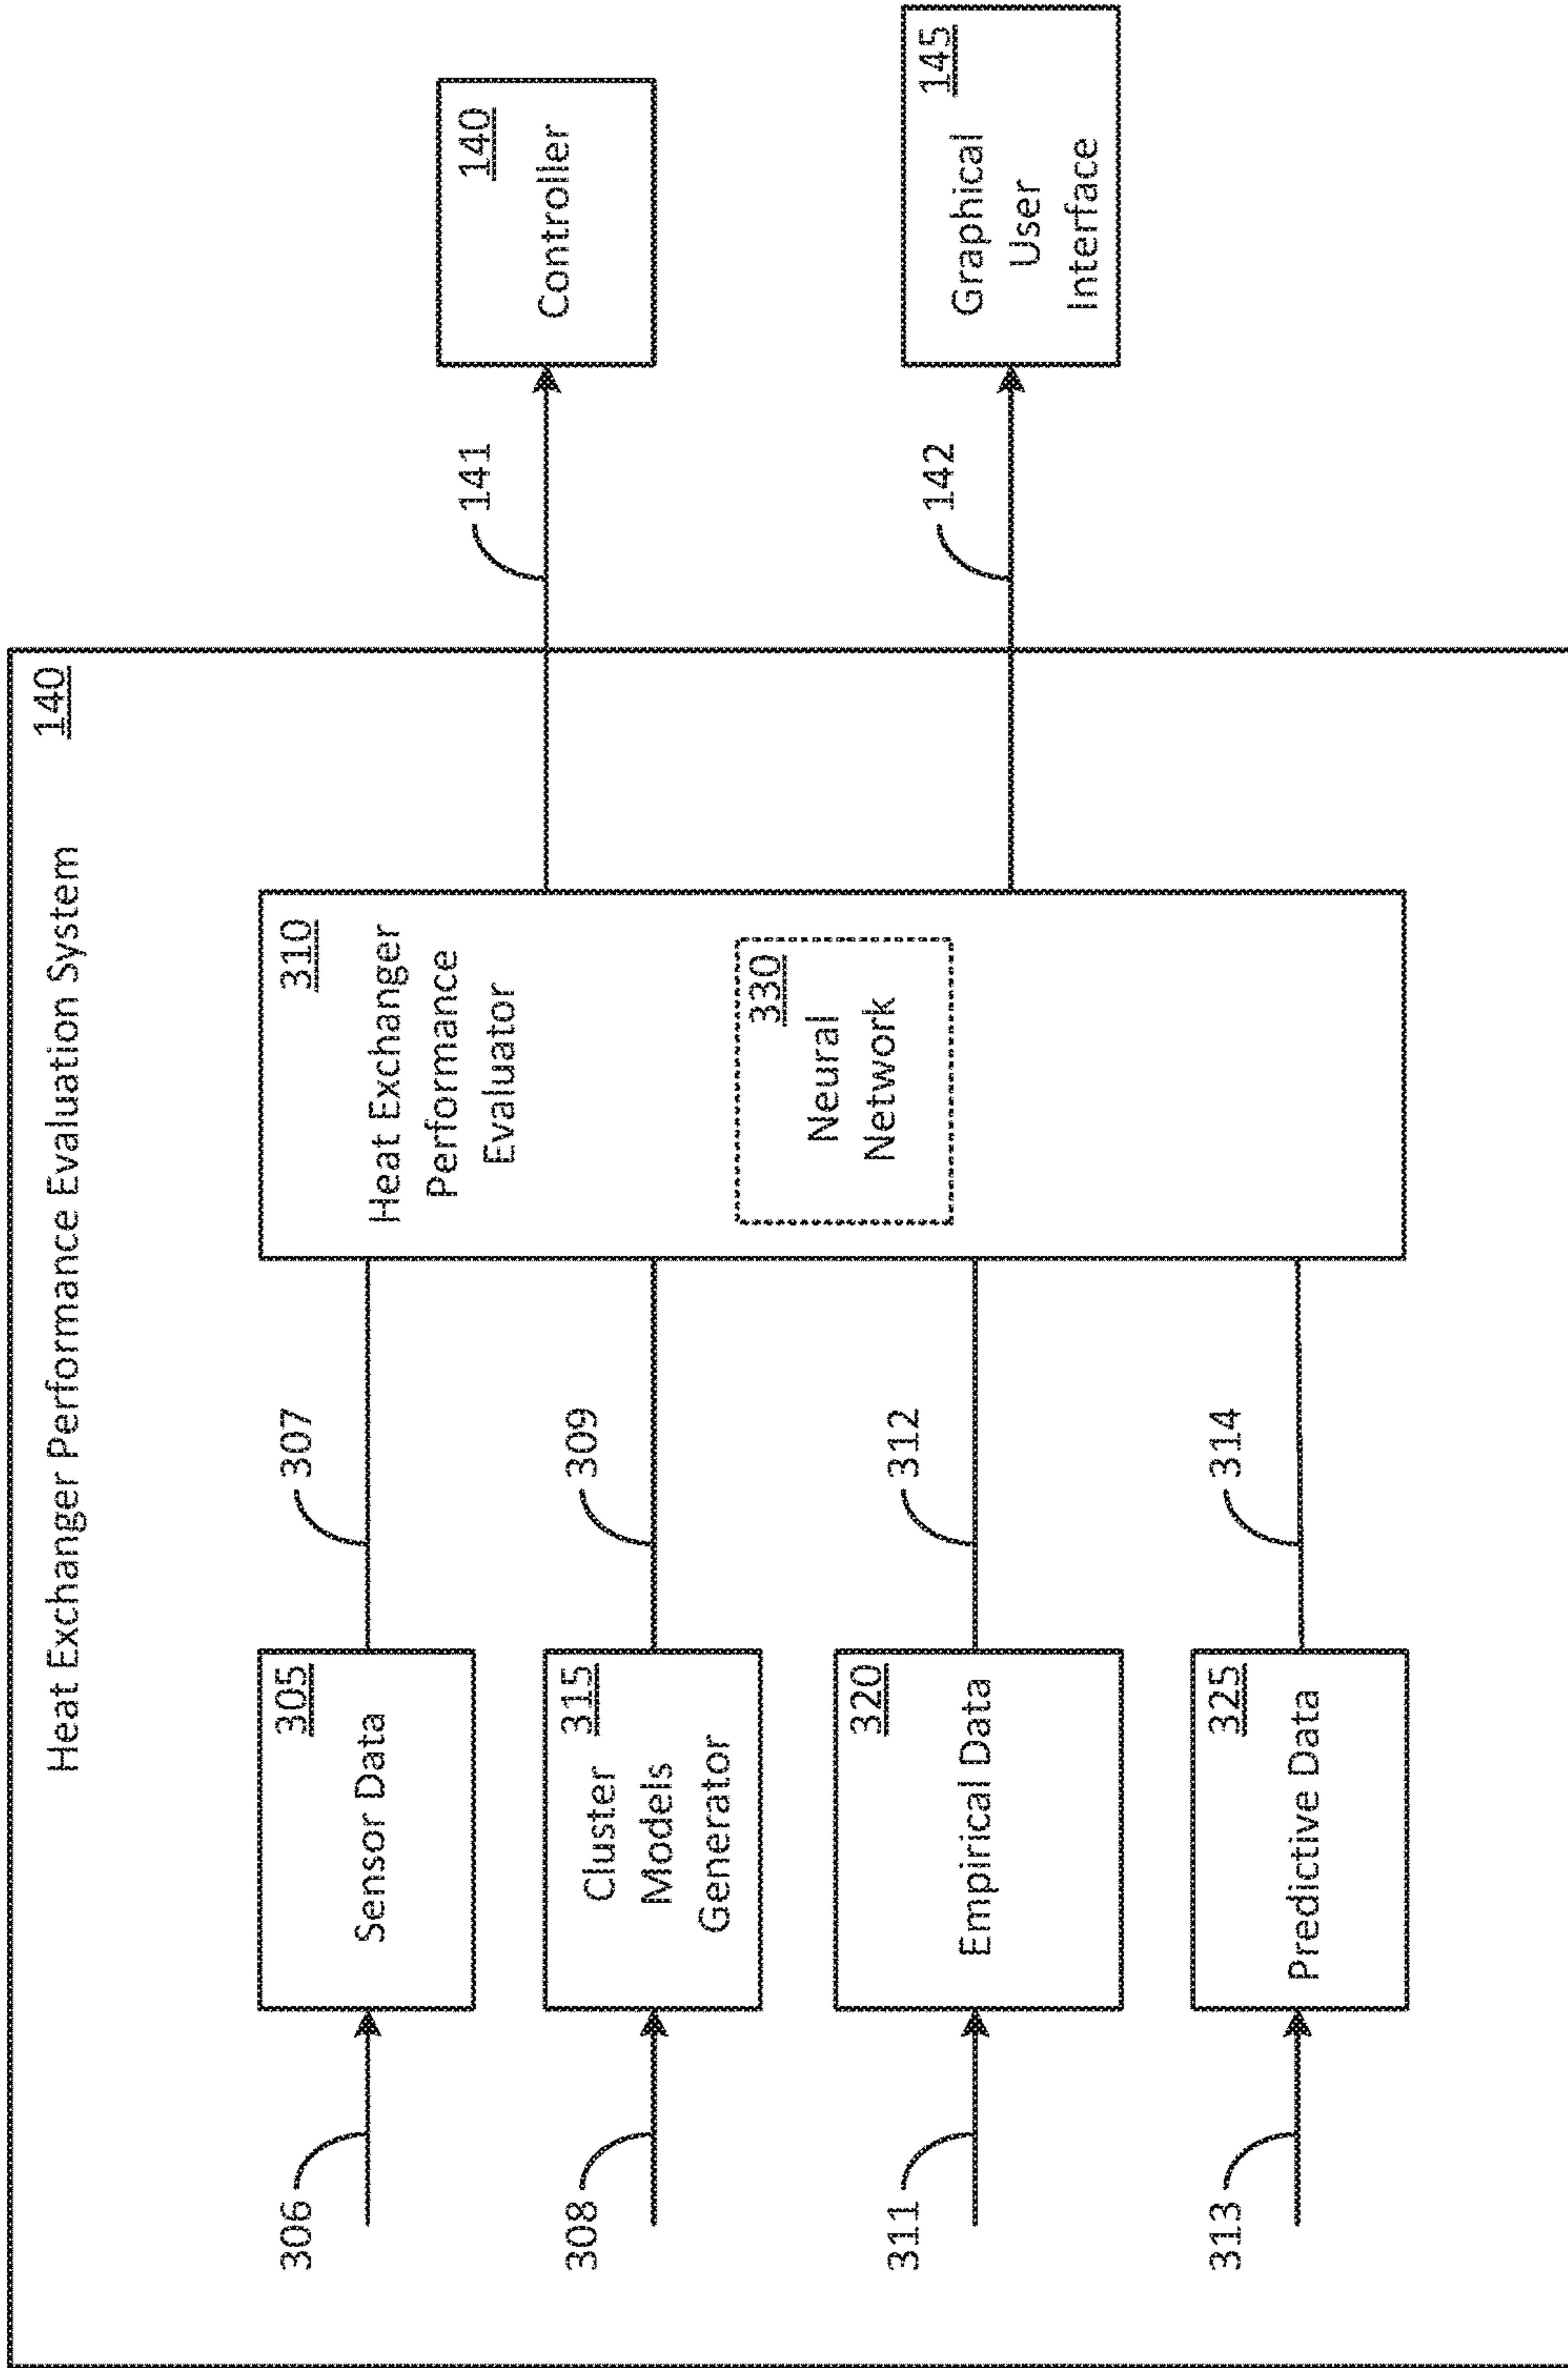 Heat Exchanger Performance Evaluation System
140
306
305
Sensor Data
307
308
315
Cluster
Models
Generator
309
311
320
Empirical Data
312
313
325
Predictive Data
314
310
Heat Exchanger
Performance
Evaluator
330
Neural
Network
141
140
Controller
142
145
Graphical
User
Interface